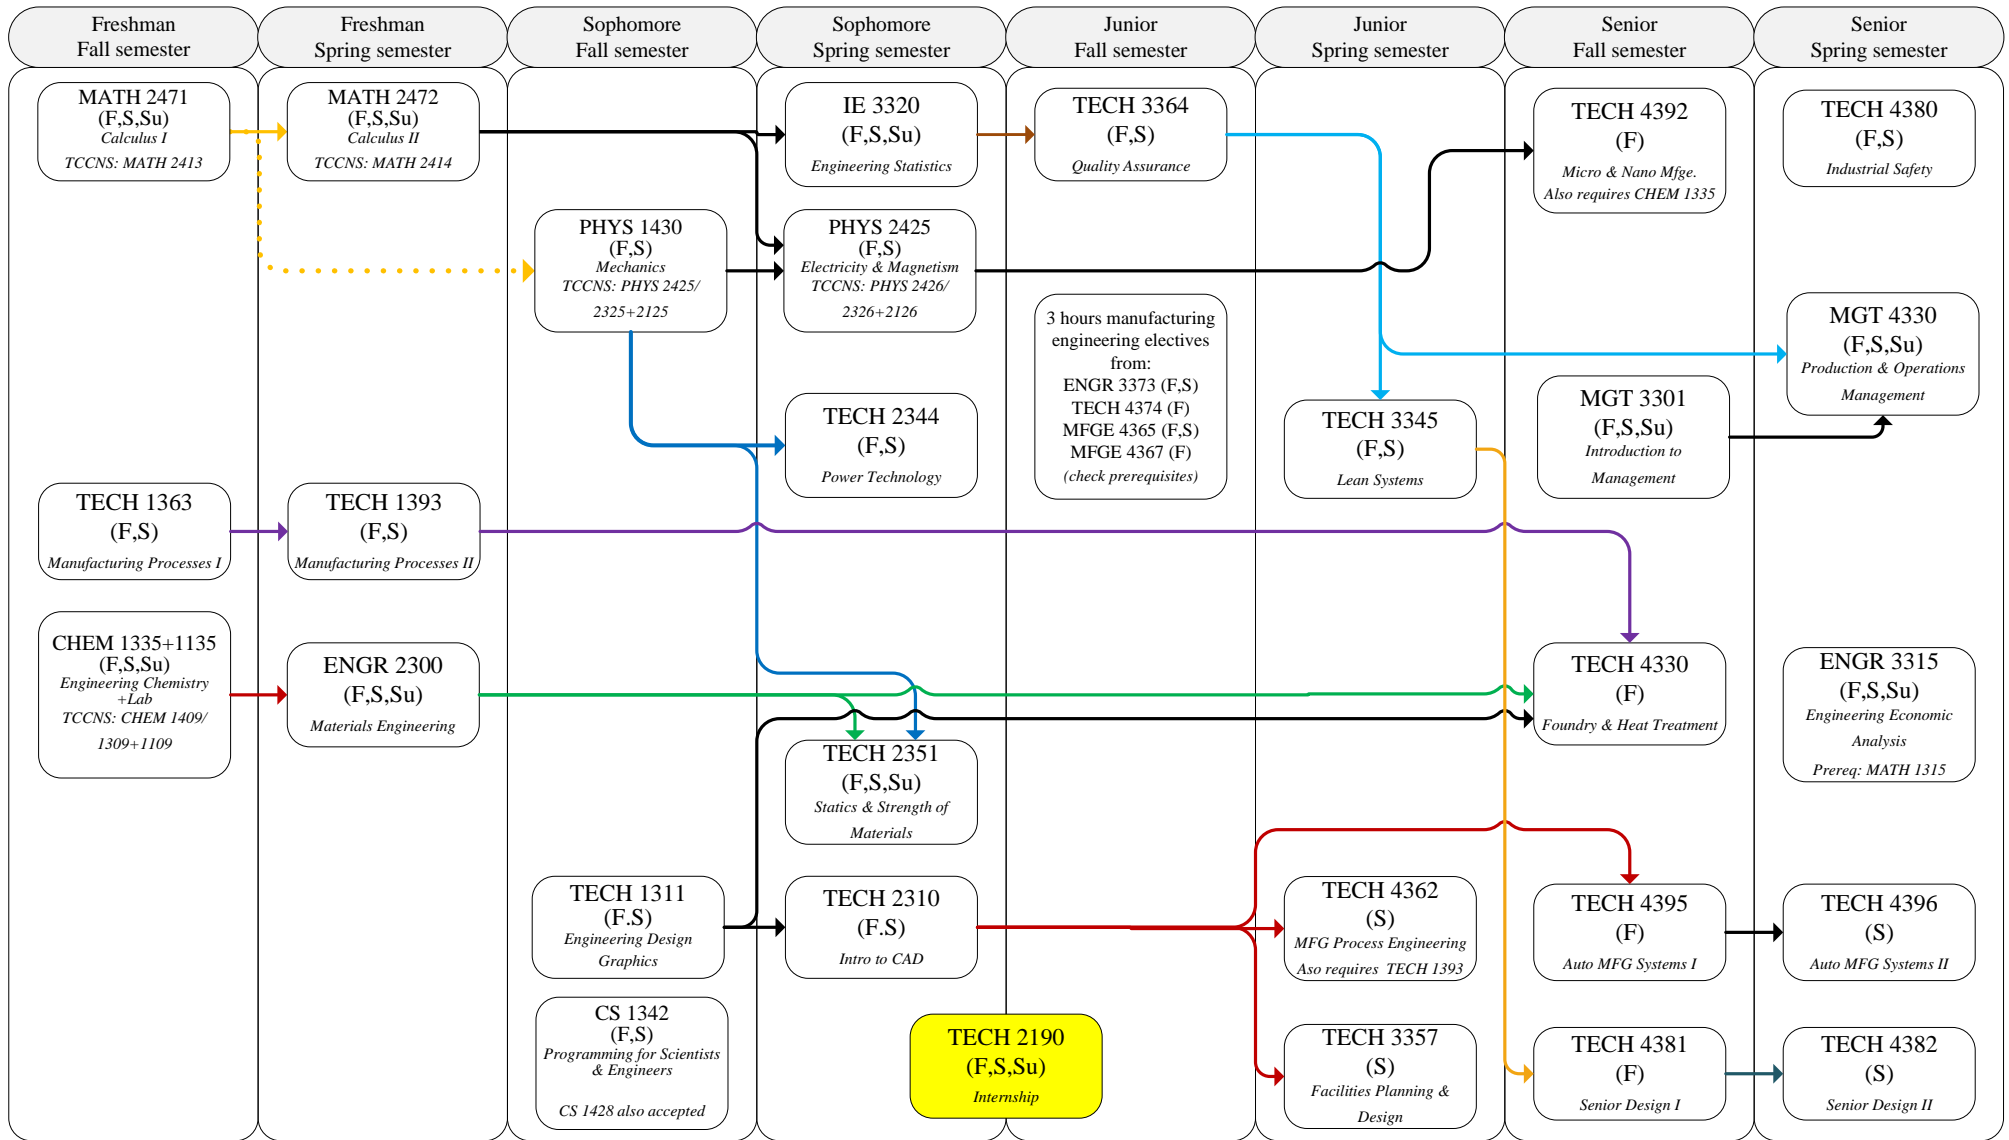 Freshman
Fall semester
Freshman
Spring semester
Sophomore
Fall semester
Sophomore
Spring semester
Junior
Fall semester
Junior
Spring semester
Senior
Fall semester
Senior
Spring semester
MATH 2471
(F,S,Su)
Calculus I
TCCNS: MATH 2413
TECH 1363
(F,S)
Manufacturing Processes I
CHEM 1335+1135
(F,S,Su)
Engineering Chemistry
+Lab
TCCNS: CHEM 1409/
1309+1109
MATH 2472
(F,S,Su)
Calculus II
TCCNS: MATH 2414
TECH 1393
(F,S)
Manufacturing Processes II
ENGR 2300
(F,S,Su)
Materials Engineering
PHYS 1430
(F,S)
Mechanics
TCCNS: PHYS 2425/
2325+2125
TECH 1311
(F.S)
Engineering Design
Graphics
CS 1342
(F,S)
Programming for Scientists
& Engineers
CS 1428 also accepted
IE 3320
(F,S,Su)
Engineering Statistics
PHYS 2425
(F,S)
Electricity & Magnetism
TCCNS: PHYS 2426/
2326+2126
TECH 2344
(F,S)
Power Technology
TECH 2351
(F,S,Su)
Statics & Strength of
Materials
TECH 2310
(F.S)
Intro to CAD
TECH 2190
(F,S,Su)
Internship
TECH 3364
(F,S)
Quality Assurance
3 hours manufacturing
engineering electives
from:
ENGR 3373 (F,S)
TECH 4374 (F)
MFGE 4365 (F,S)
MFGE 4367 (F)
(check prerequisites)
TECH 3345
(F,S)
Lean Systems
TECH 4362
(S)
MFG Process Engineering
Aso requires TECH 1393
TECH 3357
(S)
Facilities Planning &
Design
TECH 4392
(F)
Micro & Nano Mfge.
Also requires CHEM 1335
MGT 3301
(F,S,Su)
Introduction to
Management
TECH 4330
(F)
Foundry & Heat Treatment
TECH 4395
(F)
Auto MFG Systems I
TECH 4381
(F)
Senior Design I
TECH 4380
(F,S)
Industrial Safety
MGT 4330
(F,S,Su)
Production & Operations
Management
ENGR 3315
(F,S,Su)
Engineering Economic
Analysis
Prereq: MATH 1315
TECH 4396
(S)
Auto MFG Systems II
TECH 4382
(S)
Senior Design II